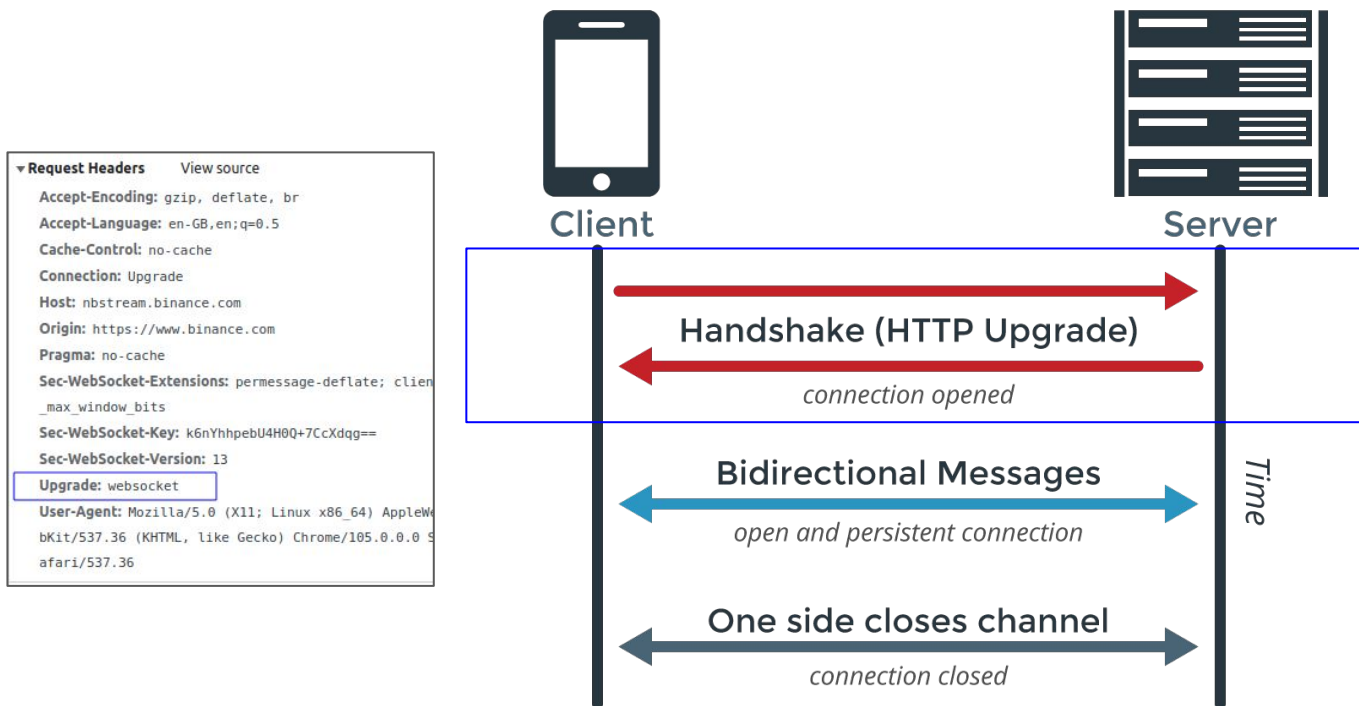 Request Headers View source
Accept-Encoding: gzip, deflate, br
Accept-Language: en-GB,en;q=0.5
Cache-Control: no-cache
Connection: Upgrade
Host: nbstream.binance.com
Origin: https://www.binance.com
Pragma: no-cache
Sec-WebSocket-Extensions: permessage-deflate; clien
_max_window_bits
Sec-WebSocket-Key: k6nYhhpebU4H0Q+7CcXdqg==
Sec-WebSocket-Version: 13
Upgrade: websocket
User-Agent: Mozilla/5.0 (X11; Linux x86_64) AppleWe
bKit/537.36 (KHTML, like Gecko) Chrome/105.0.0.0 S
afari/537.36
Client
Server
Handshake (HTTP Upgrade)
connection opened
Bidirectional Messages
open and persistent connection
Time
One side closes channel
connection closed